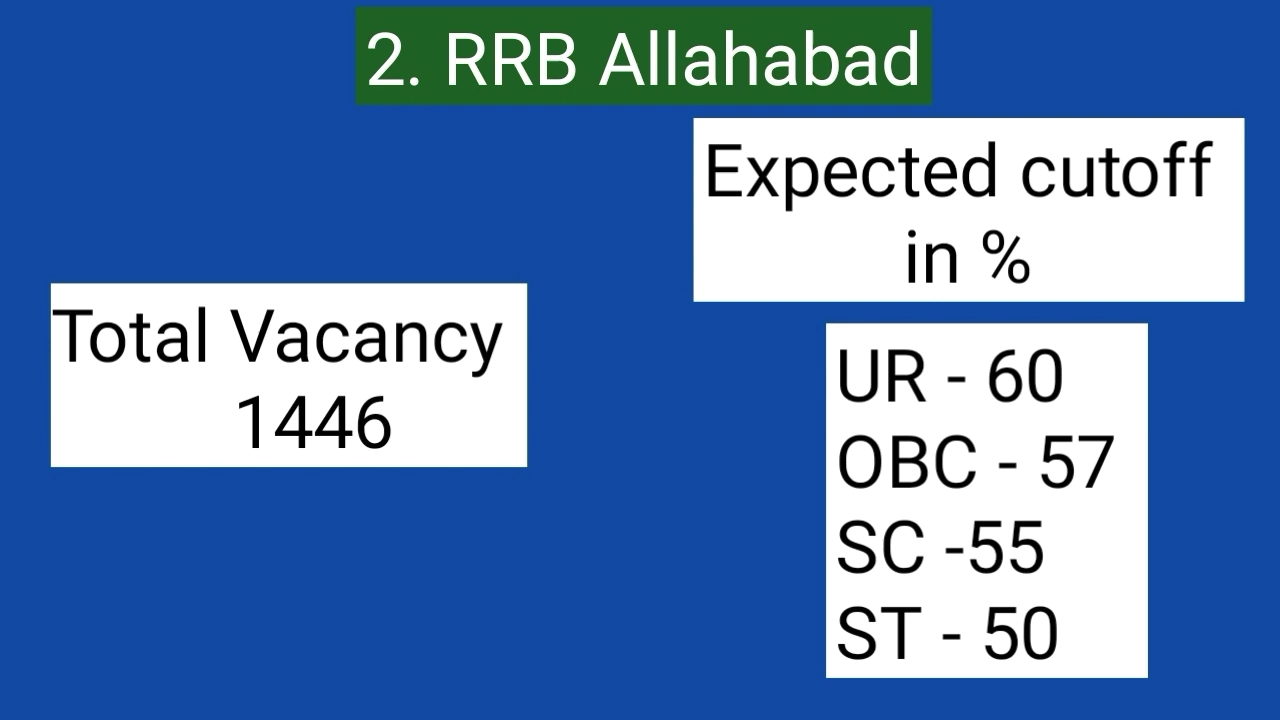 2. RRB Allahabad
Expected cutoff
in %
Total Vacancy
1446
UR - 60
OBC - 57
SC -55
ST - 50